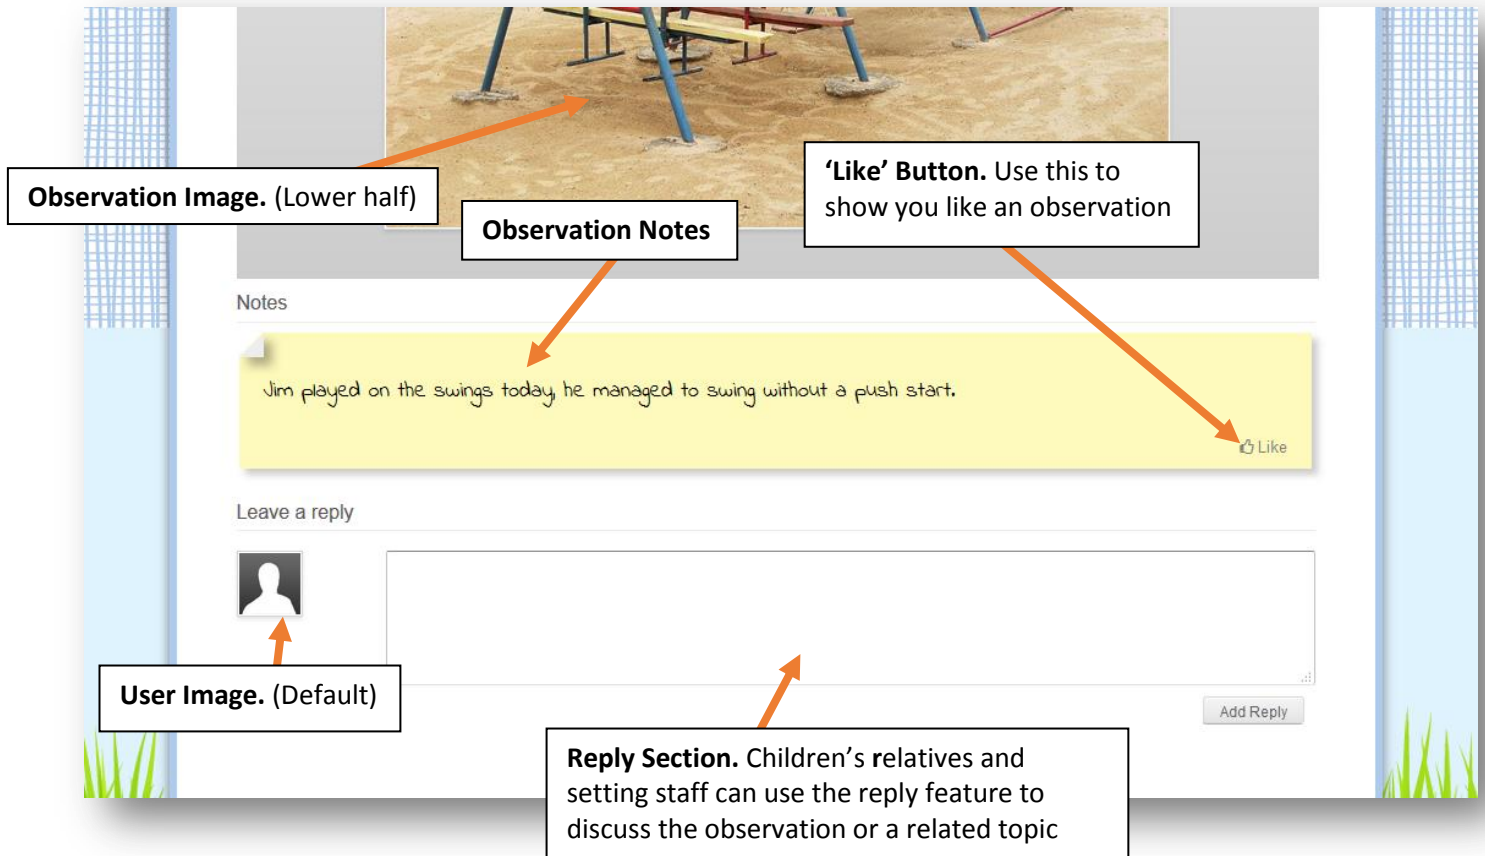 Observation Image. (Lower half)
‘Like’ Button. Use this to
show you like an observation
Observation Notes
Notes
Jim played on the swings today, he managed to swing without a push start.
Like
Leave a reply
User Image. (Default)
Add Reply
Reply Section. Children’s relatives and
setting staff can use the reply feature to
discuss the observation or a related topic